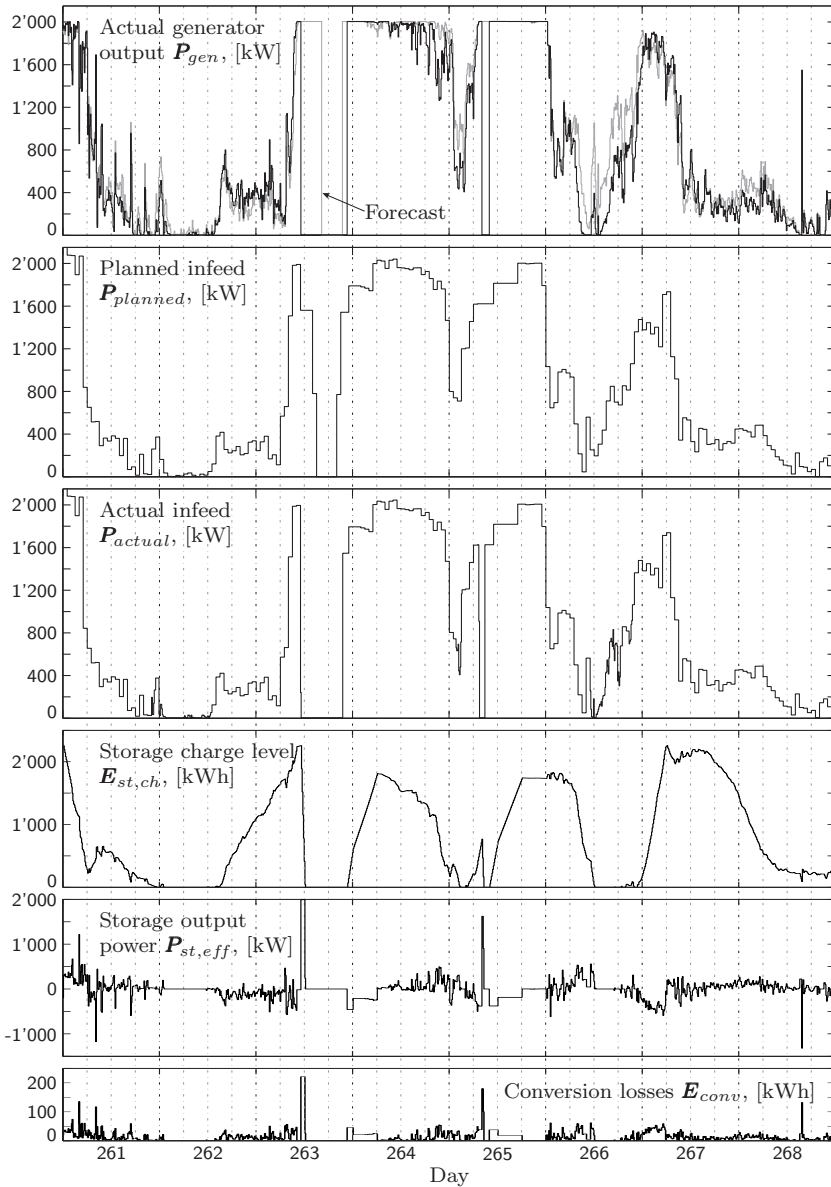 2'000
1'600
1'200
800
400
0
Actual generator
output P_gen, [kW]
Forecast
2'000
1'600
1'200
800
400
0
Planned infeed
P_planned, [kW]
2'000
1'600
1'200
800
400
0
Actual infeed
P_actual, [kW]
2'000
1'000
0
Storage charge level
E_st,ch, [kWh]
2'000
1'000
0
-1'000
Storage output
power P_st,eff, [kW]
200
100
0
Conversion losses E_conv, [kWh]
261 262 263 264 265 266 267 268
Day